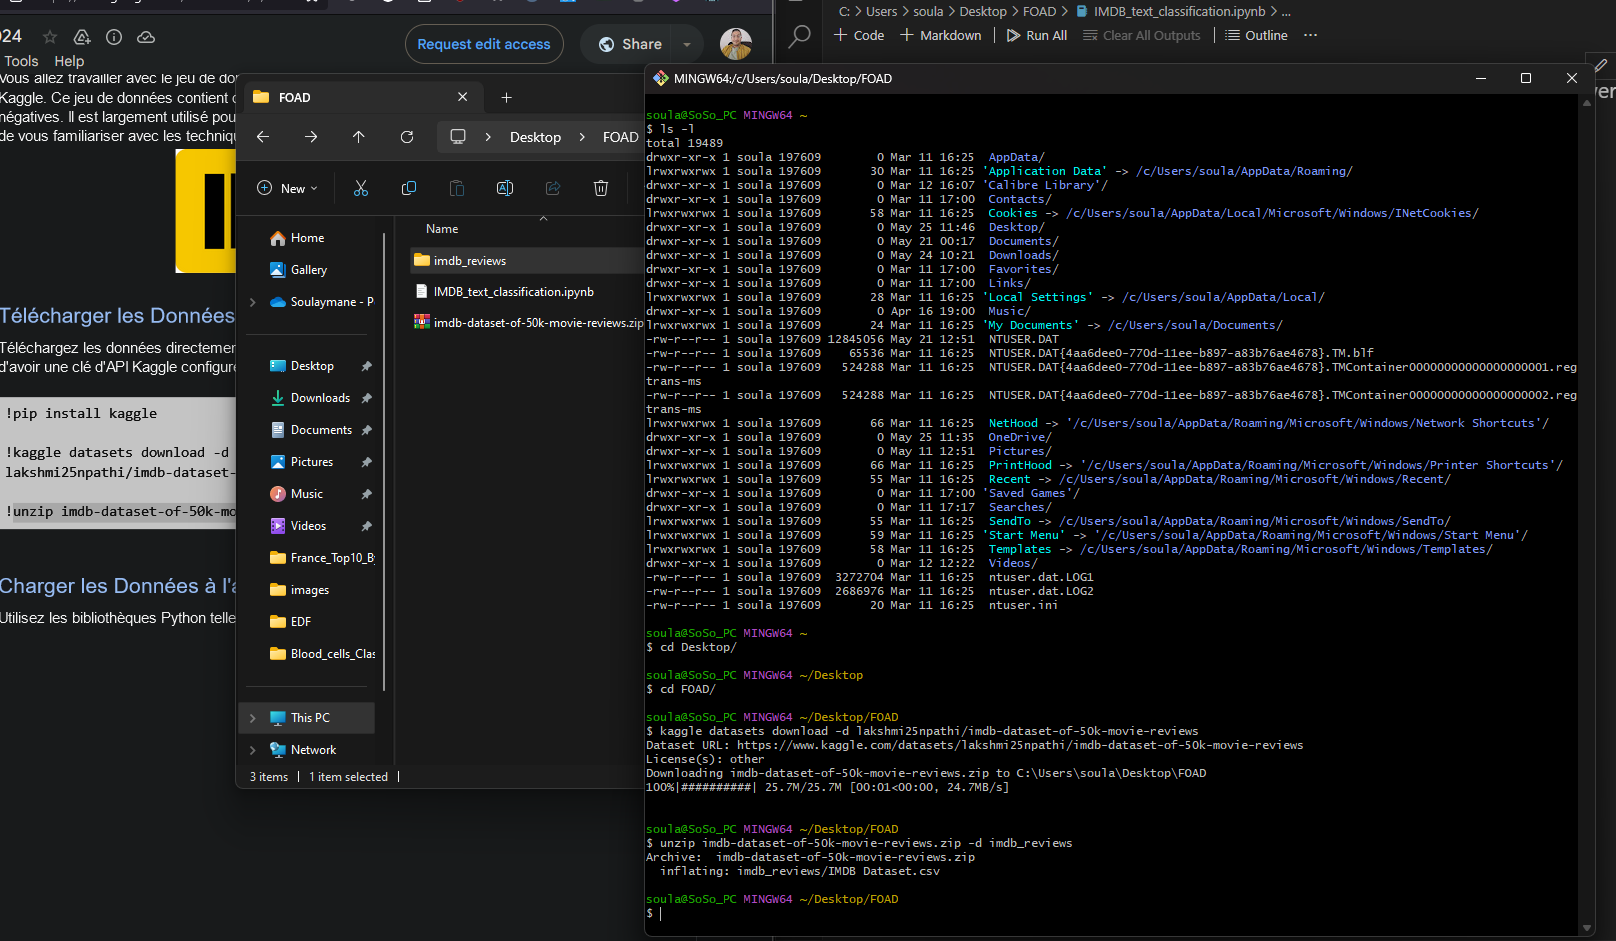 024
Request edit access
Share
Tools Help
Vous allez travailler avec le jeu de
Kaggle. Ce jeu de données contient
négatives. Il est largement utilisé
de vous familiariser avec les
Télécharger les Données
Téléchargez les données
d'avoir une clé d'API Kaggle
!pip install kaggle
!kaggle datasets download -d
lakshmi25npathi/imdb-dataset-
!unzip imdb-dataset-of-50k-mo
Charger les Données à
Utilisez les bibliothèques Python
FOAD
Desktop
FOAD
New
Name
Home
Gallery
Soulaymane - P
Desktop
Downloads
Documents
Pictures
Music
Videos
France_Top10_B
images
EDF
Blood_cells_Clas
This PC
Network
imdb_reviews
IMDB_text_classification.ipynb
imdb-dataset-of-50k-movie-reviews.zip
3 items
1 item selected
C: > Users > soula > Desktop > FOAD > IMDB_text_classification.ipynb > ...
+ Code + Markdown Run All Clear All Outputs Outline ...
MINGW64:/c/Users/soula/Desktop/FOAD
soula@SoSo_PC MINGW64 ~
$ ls -l
total 19489
drwxr-xr-x 1 soula 197609 0 Mar 11 16:25 AppData/
lrwxrwxrwx 1 soula 197609 30 Mar 11 16:25 'Application Data' -> /c/Users/soula/AppData/Roaming/
drwxr-xr-x 1 soula 197609 0 Mar 12 16:07 'Calibre Library'/
drwxr-xr-x 1 soula 197609 0 Mar 11 17:00 Contacts/
lrwxrwxrwx 1 soula 197609 58 Mar 11 16:25 Cookies -> /c/Users/soula/AppData/Local/Microsoft/Windows/INetCookies/
drwxr-xr-x 1 soula 197609 0 May 25 11:46 Desktop/
drwxr-xr-x 1 soula 197609 0 May 21 00:17 Documents/
drwxr-xr-x 1 soula 197609 0 May 24 10:21 Downloads/
drwxr-xr-x 1 soula 197609 0 Mar 11 17:00 Favorites/
drwxr-xr-x 1 soula 197609 0 Mar 11 17:00 Links/
lrwxrwxrwx 1 soula 197609 28 Mar 11 16:25 'Local Settings' -> /c/Users/soula/AppData/Local/
drwxr-xr-x 1 soula 197609 0 Apr 16 19:00 Music/
lrwxrwxrwx 1 soula 197609 24 Mar 11 16:25 'My Documents' -> /c/Users/soula/Documents/
-rw-r--r-- 1 soula 197609 12845056 May 21 12:51 NTUSER.DAT
-rw-r--r-- 1 soula 197609 65536 Mar 11 16:25 NTUSER.DAT{4aa6dee0-770d-11ee-b897-a83b76ae4678}.TM.blf
-rw-r--r-- 1 soula 197609 524288 Mar 11 16:25 NTUSER.DAT{4aa6dee0-770d-11ee-b897-a83b76ae4678}.TMContainer00000000000000000001.reg
trans-ms
-rw-r--r-- 1 soula 197609 524288 Mar 11 16:25 NTUSER.DAT{4aa6dee0-770d-11ee-b897-a83b76ae4678}.TMContainer00000000000000000002.reg
trans-ms
lrwxrwxrwx 1 soula 197609 66 Mar 11 16:25 NetHood -> '/c/Users/soula/AppData/Roaming/Microsoft/Windows/Network Shortcuts'/
drwxr-xr-x 1 soula 197609 0 May 25 11:35 OneDrive/
drwxr-xr-x 1 soula 197609 0 May 11 12:51 Pictures/
lrwxrwxrwx 1 soula 197609 66 Mar 11 16:25 PrintHood -> '/c/Users/soula/AppData/Roaming/Microsoft/Windows/Printer Shortcuts'/
lrwxrwxrwx 1 soula 197609 55 Mar 11 16:25 Recent -> /c/Users/soula/AppData/Roaming/Microsoft/Windows/Recent/
drwxr-xr-x 1 soula 197609 0 Mar 11 17:00 'Saved Games'/
drwxr-xr-x 1 soula 197609 0 Mar 11 17:17 Searches/
lrwxrwxrwx 1 soula 197609 55 Mar 11 16:25 SendTo -> /c/Users/soula/AppData/Roaming/Microsoft/Windows/SendTo/
lrwxrwxrwx 1 soula 197609 59 Mar 11 16:25 'Start Menu' -> '/c/Users/soula/AppData/Roaming/Microsoft/Windows/Start Menu'/
lrwxrwxrwx 1 soula 197609 58 Mar 11 16:25 Templates -> /c/Users/soula/AppData/Roaming/Microsoft/Windows/Templates/
drwxr-xr-x 1 soula 197609 0 Mar 12 12:22 Videos/
-rw-r--r-- 1 soula 197609 3272704 Mar 11 16:25 ntuser.dat.LOG1
-rw-r--r-- 1 soula 197609 2686976 Mar 11 16:25 ntuser.dat.LOG2
-rw-r--r-- 1 soula 197609 20 Mar 11 16:25 ntuser.ini
soula@SoSo_PC MINGW64 ~
$ cd Desktop/
soula@SoSo_PC MINGW64 ~/Desktop
$ cd FOAD/
soula@SoSo_PC MINGW64 ~/Desktop/FOAD
$ kaggle datasets download -d lakshmi25npathi/imdb-dataset-of-50k-movie-reviews
Dataset URL: https://www.kaggle.com/datasets/lakshmi25npathi/imdb-dataset-of-50k-movie-reviews
License(s): other
Downloading imdb-dataset-of-50k-movie-reviews.zip to C:\Users\soula\Desktop\FOAD
100%|##########| 25.7M/25.7M [00:01<00:00, 24.7MB/s]
soula@SoSo_PC MINGW64 ~/Desktop/FOAD
$ unzip imdb-dataset-of-50k-movie-reviews.zip -d imdb_reviews
Archive: imdb-dataset-of-50k-movie-reviews.zip
inflating: imdb_reviews/IMDB Dataset.csv
soula@SoSo_PC MINGW64 ~/Desktop/FOAD
$